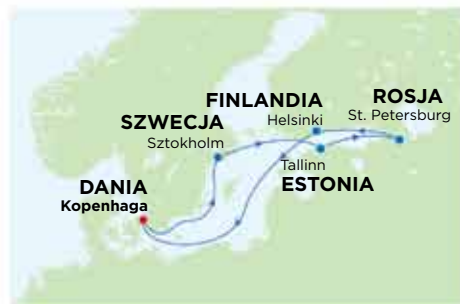 FINLANDIA
Helsinki
ROSJA
St. Petersburg
SZWECJA
Sztokholm
Tallinn
ESTONIA
DANIA
Kopenhaga